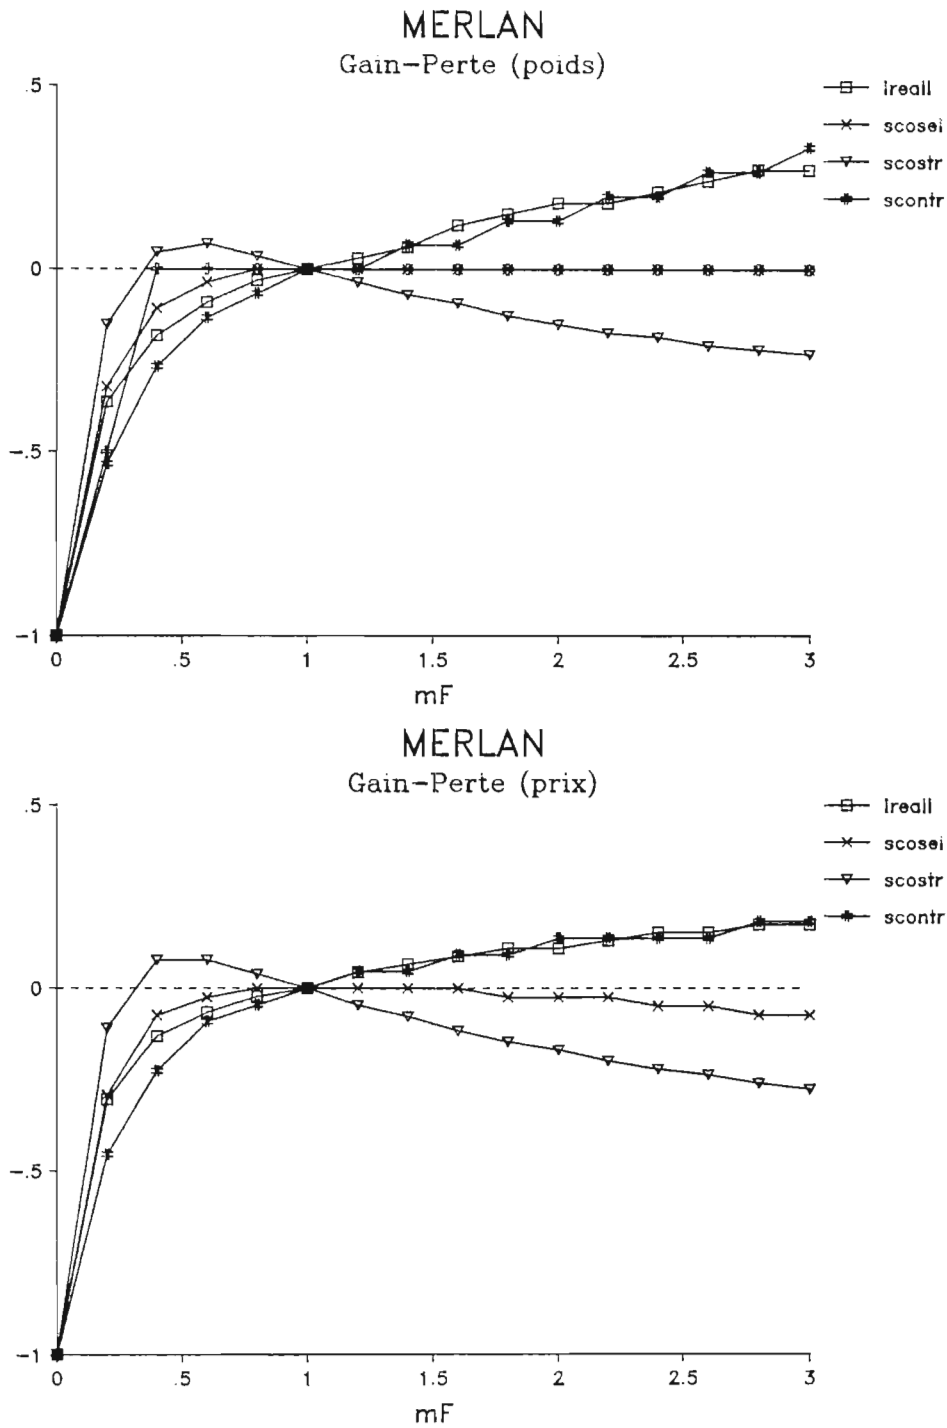 MERLAN
Gain-Perte (poids)
.5
lreall
scosel
scostr
scontr
0
-.5
-1
0 .5 1 1.5 2 2.5 3
mF
MERLAN
Gain-Perte (prix)
.5
lreall
scosel
scostr
scontr
0
-.5
-1
0 .5 1 1.5 2 2.5 3
mF